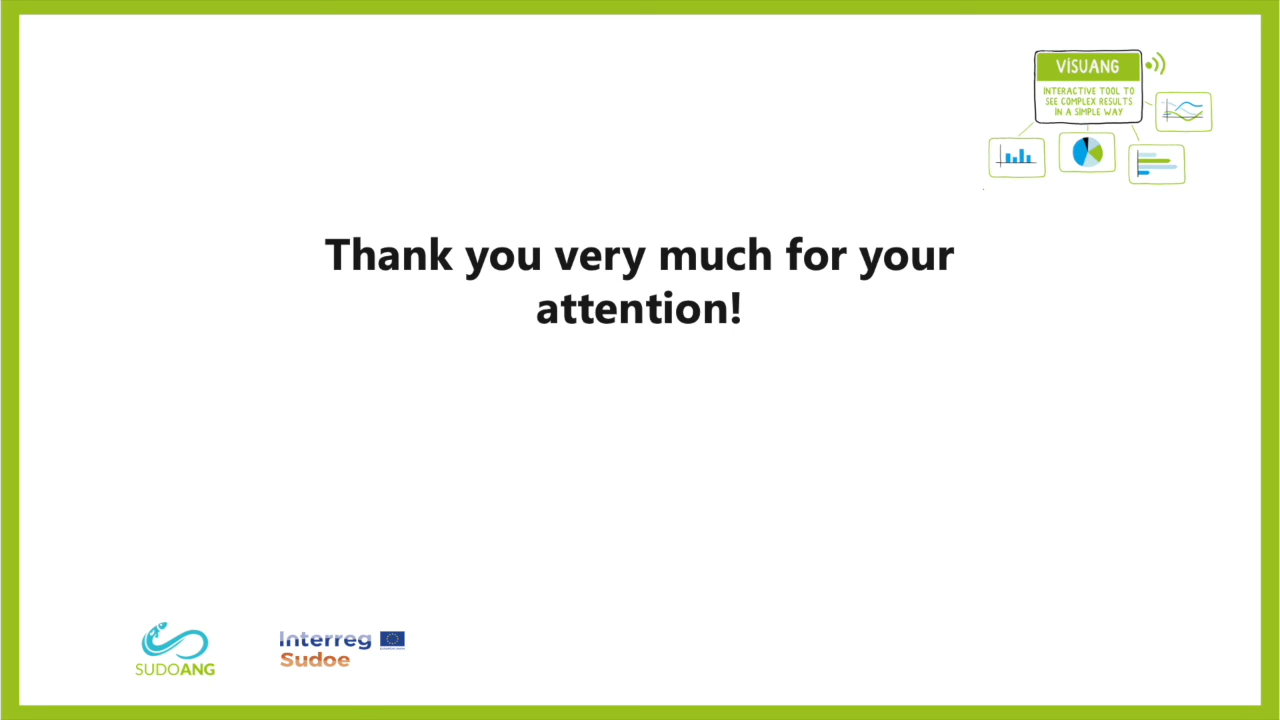 VISUANG
INTERACTIVE TOOL TO
SEE COMPLEX RESULTS
IN A SIMPLE WAY
Thank you very much for your
attention!
SUDOANG
Interreg
Sudoe